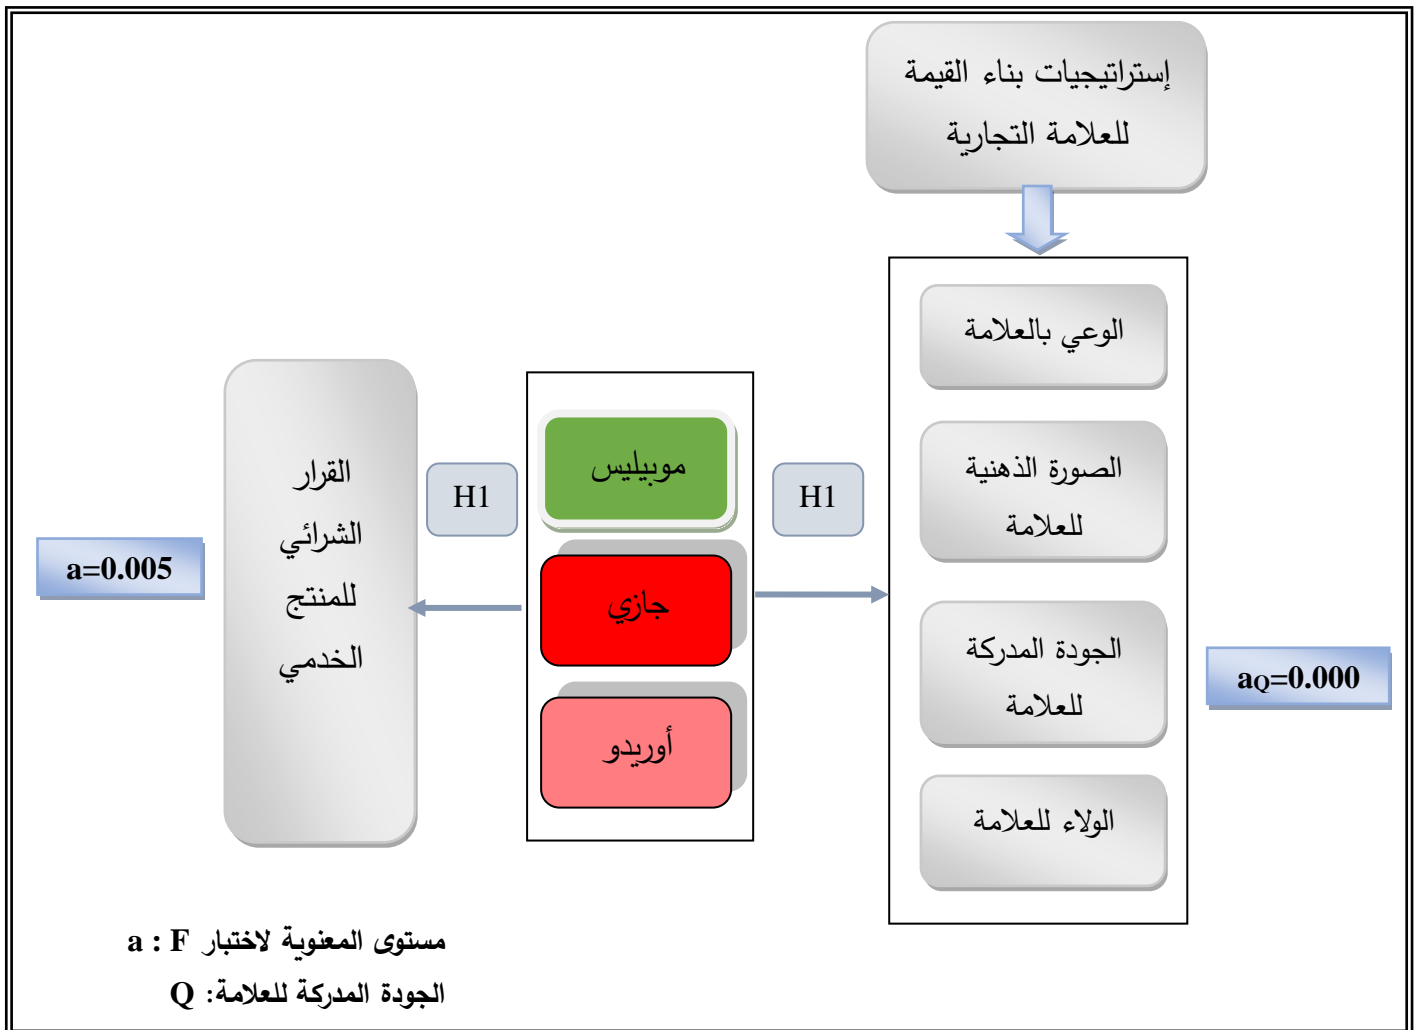 إستراتيجيات بناء القيمة
للعلامة التجارية
الوعي بالعلامة
الصورة الذهنية
للعلامة
الجودة المدركة
للعلامة
الولاء للعلامة
aQ=0.000
H1
موبيليس
جازي
أوريدو
H1
القرار
الشرائي
للمنتج
الخدمي
a=0.005
a : F مستوى المعنوية لاختبار
الجودة المدركة للعلامة: Q